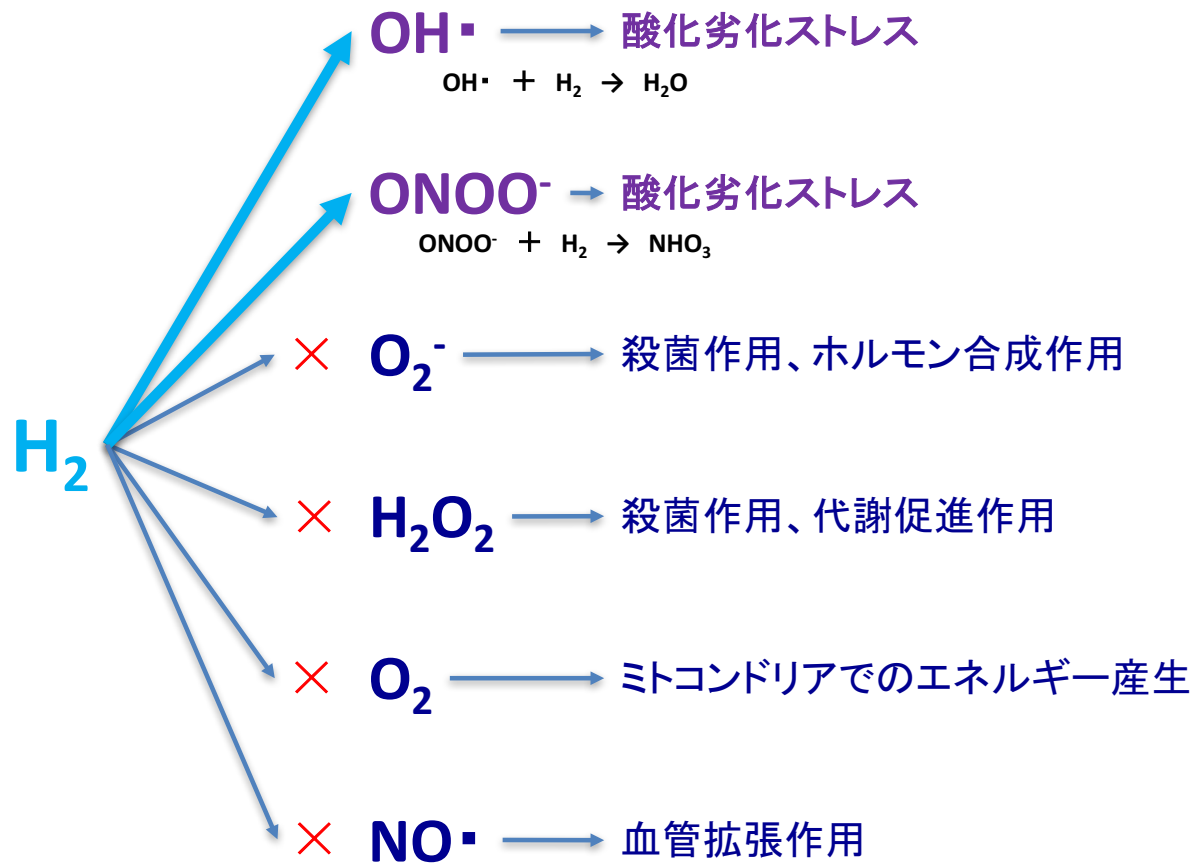 OH・ → 酸化劣化ストレス
OH・ + H₂ → H₂O
ONOO⁻ → 酸化劣化ストレス
ONOO⁻ + H₂ → NHO₃
× O₂⁻ → 殺菌作用、ホルモン合成作用
H₂
× H₂O₂ → 殺菌作用、代謝促進作用
× O₂ → ミトコンドリアでのエネルギー産生
× NO・ → 血管拡張作用